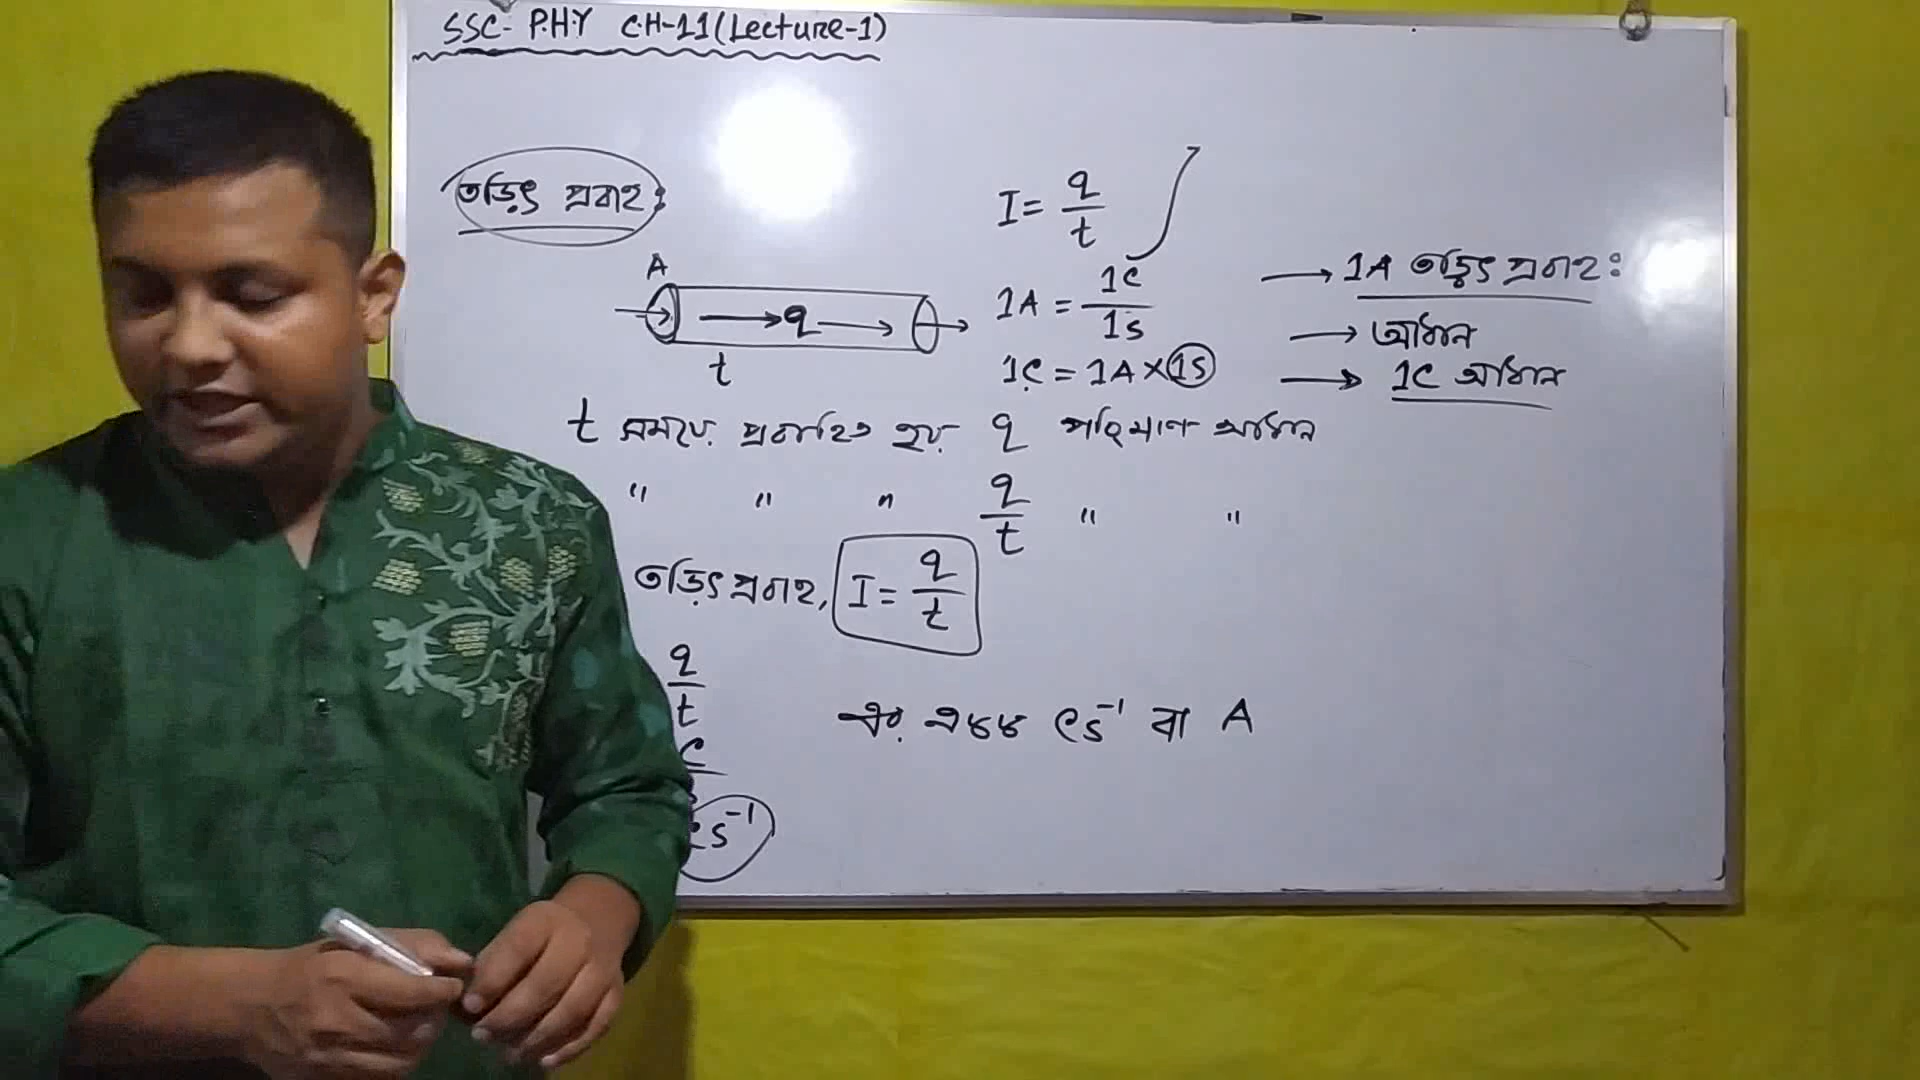 SSC- PHY CH-11(Lecture-1)
তড়িৎ প্রবাহ:
A
q
t
I = q/t
1A = 1C/1s
1C = 1A×1s
→ 1A তড়িৎ প্রবাহ:
→ আধান
→ 1C আধান
t সময়ে প্রবাহিত হয় q পরিমাণ আধান
" " " q/t " "
তড়িৎ প্রবাহ, I = q/t
q/t
C
Cs⁻¹
এর একক Cs⁻¹ বা A